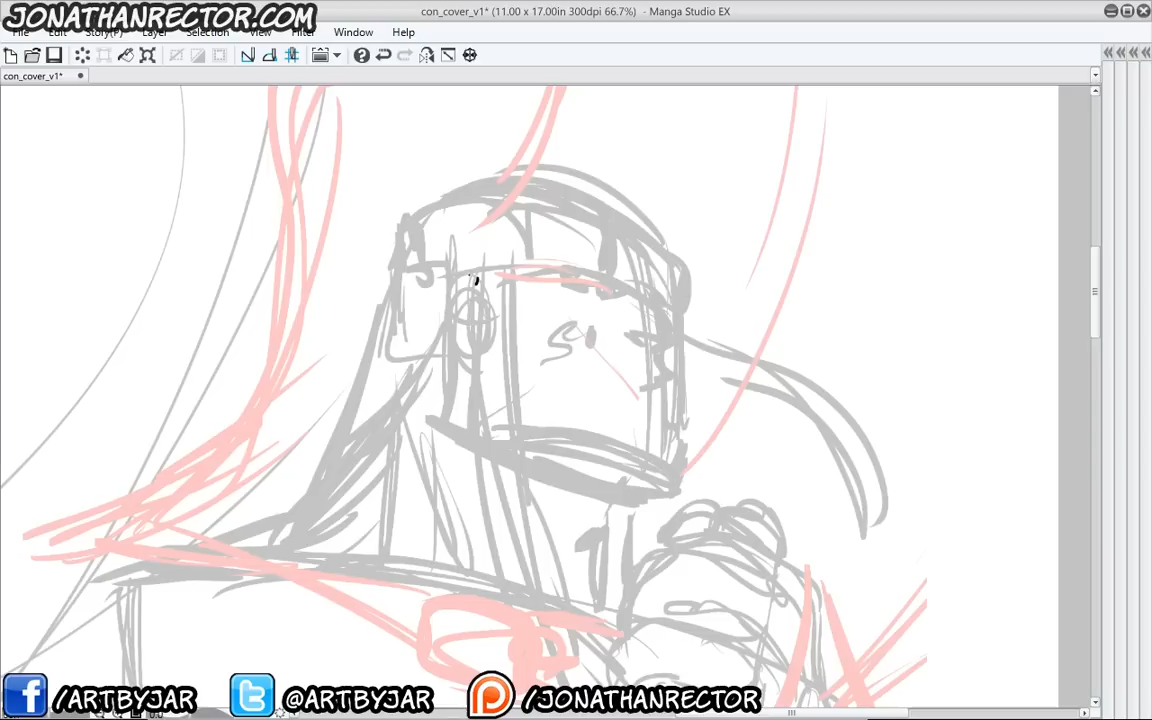 JONATHANRECTOR.COM
con_cover_v1* (11.00 x 17.00in 300dpi 66.7%) - Manga Studio EX
File Edit Story(P) Layer Selection View Filter Window Help
con_cover_v1*
/ARTBYJAR @ARTBYJAR /JONATHANRECTOR